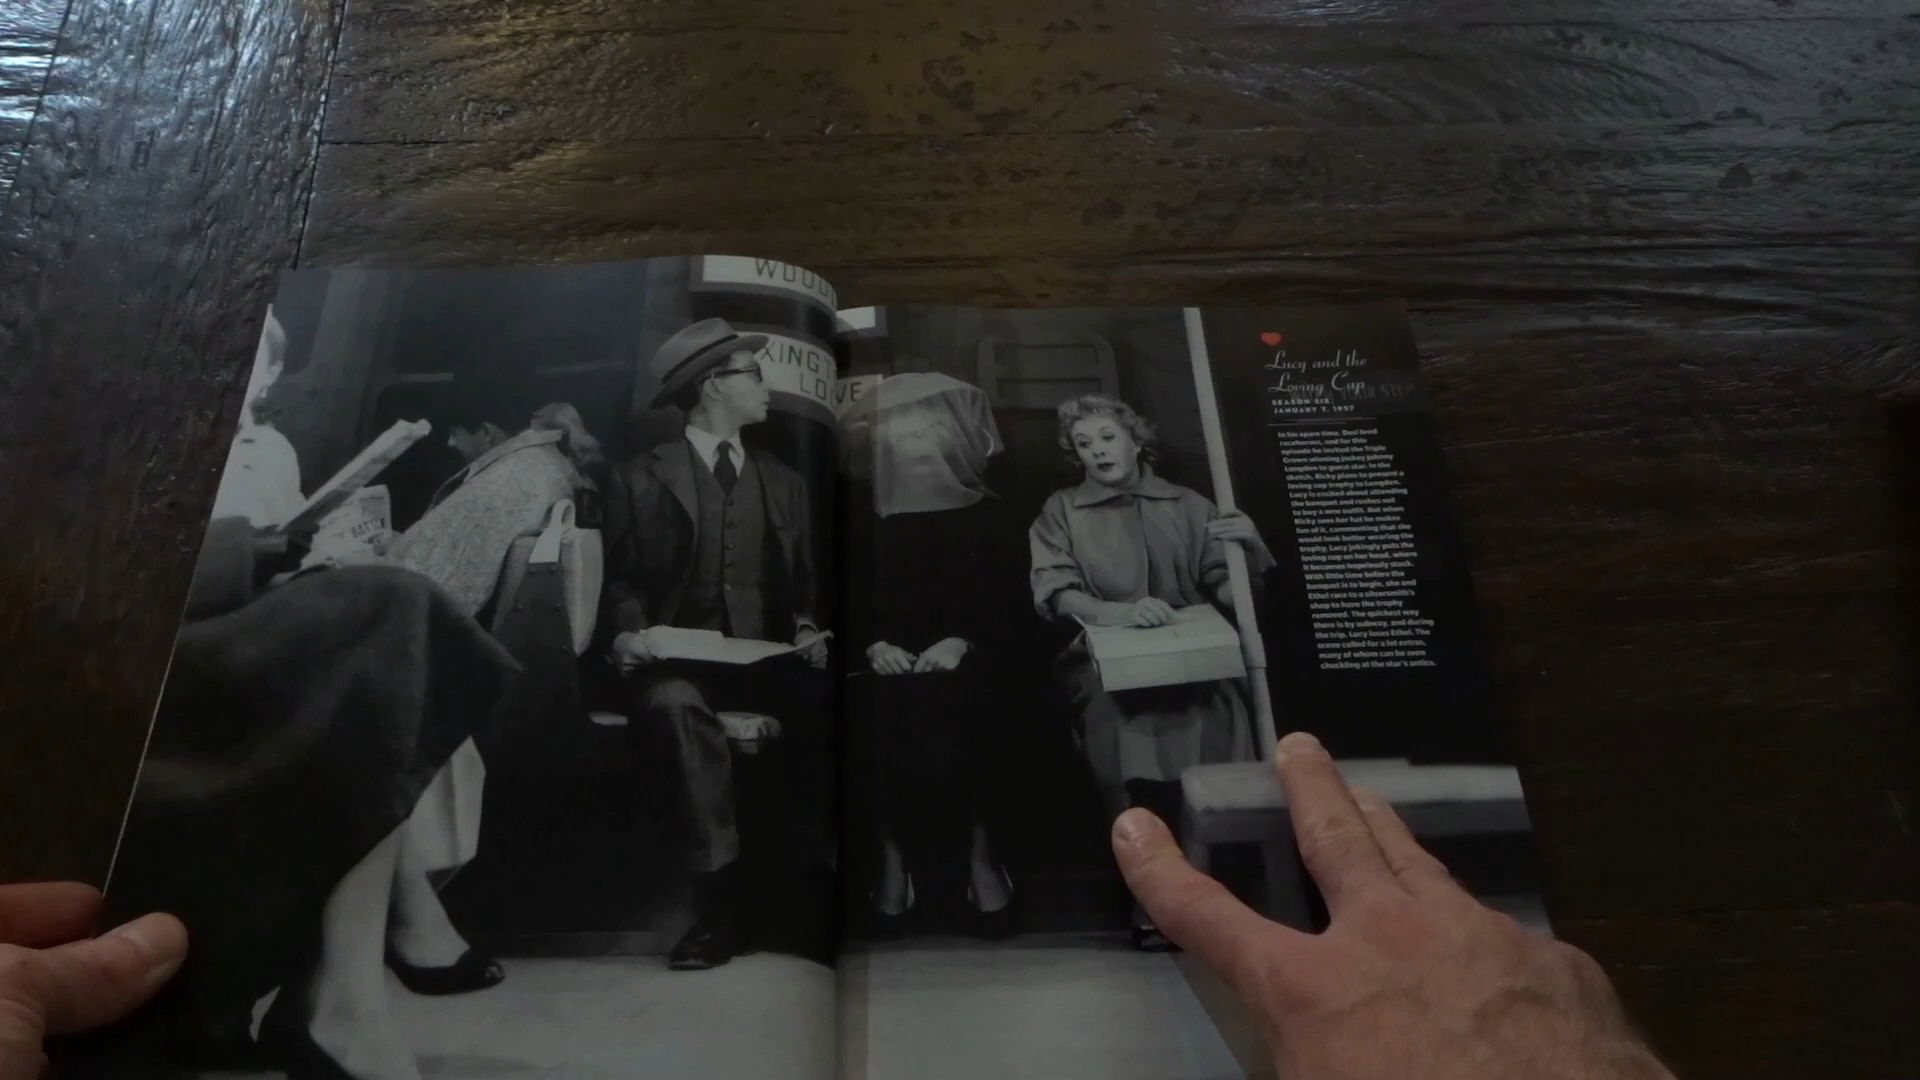 WOOD
XINGT
LO VE
Lucy and the
Loving Cup
SEASON SIX,
JANUARY 7, 1957
In his spare time, Desi bred
racehorses, and for this
episode he invited the Triple
Crown winning jockey Johnny
Longden to guest star. In the
sketch, Ricky plans to present a
loving cup trophy to Longden.
Lucy is excited about attending
the banquet and rushes out
to buy a new outfit. But when
Ricky sees her hat he makes
fun of it, commenting that she
would look better wearing the
trophy. Lucy jokingly puts the
loving cup on her head, where
it becomes hopelessly stuck.
With little time before the
banquet is to begin, she and
Ethel race to a silversmith's
shop to have the trophy
removed. The quickest way
there is by subway, and during
the trip, Lucy loses Ethel. The
scene called for a lot extras,
many of whom can be seen
chuckling at the star's antics.